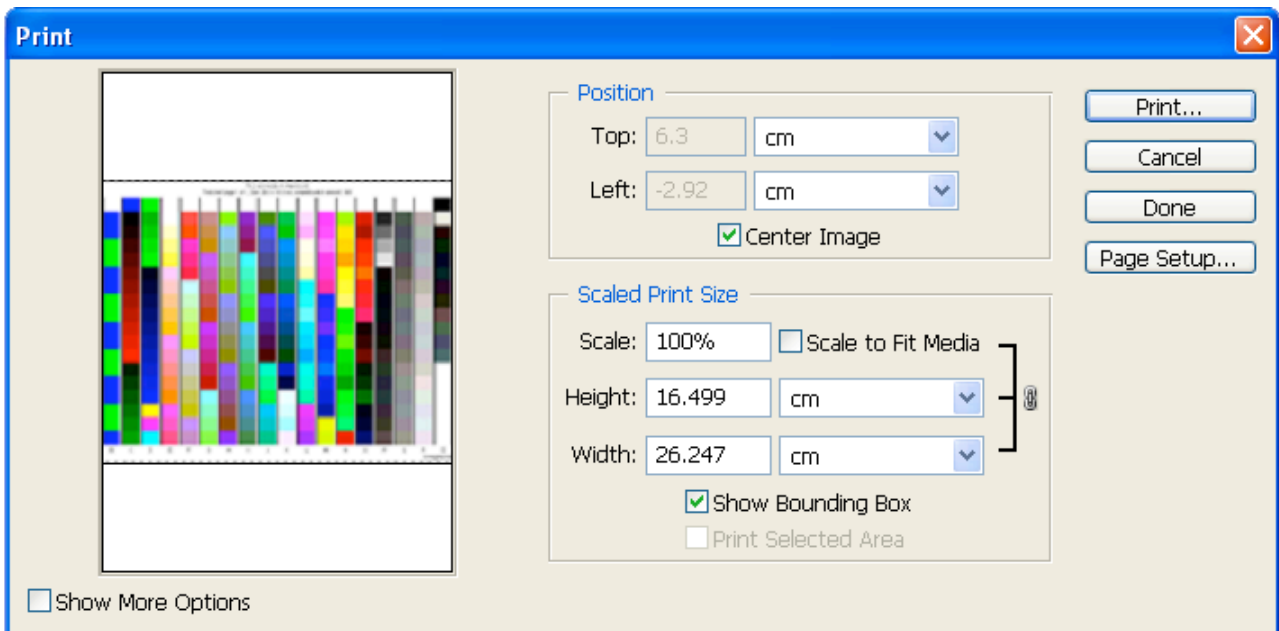 Print
Position
Top: 6.3 cm
Left: -2.92 cm
Center Image
Scaled Print Size
Scale: 100% Scale to Fit Media
Height: 16.499 cm
Width: 26.247 cm
Show Bounding Box
Print Selected Area
Print...
Cancel
Done
Page Setup...
Show More Options